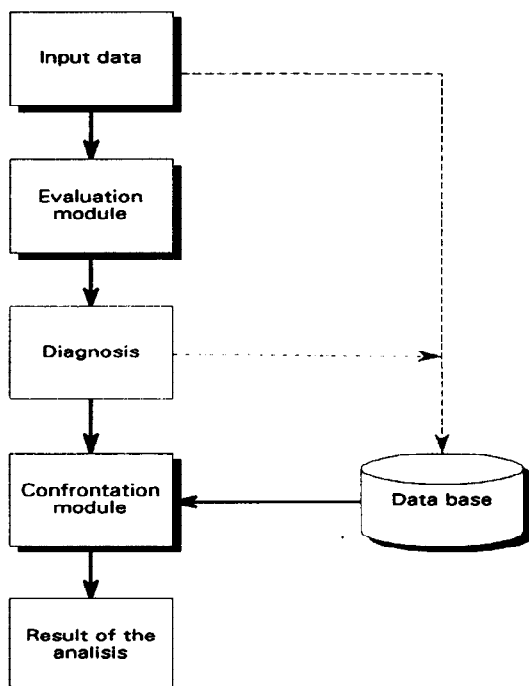 Input data
Evaluation
module
Diagnosis
Confrontation
module
Data base
Result of the
analisis